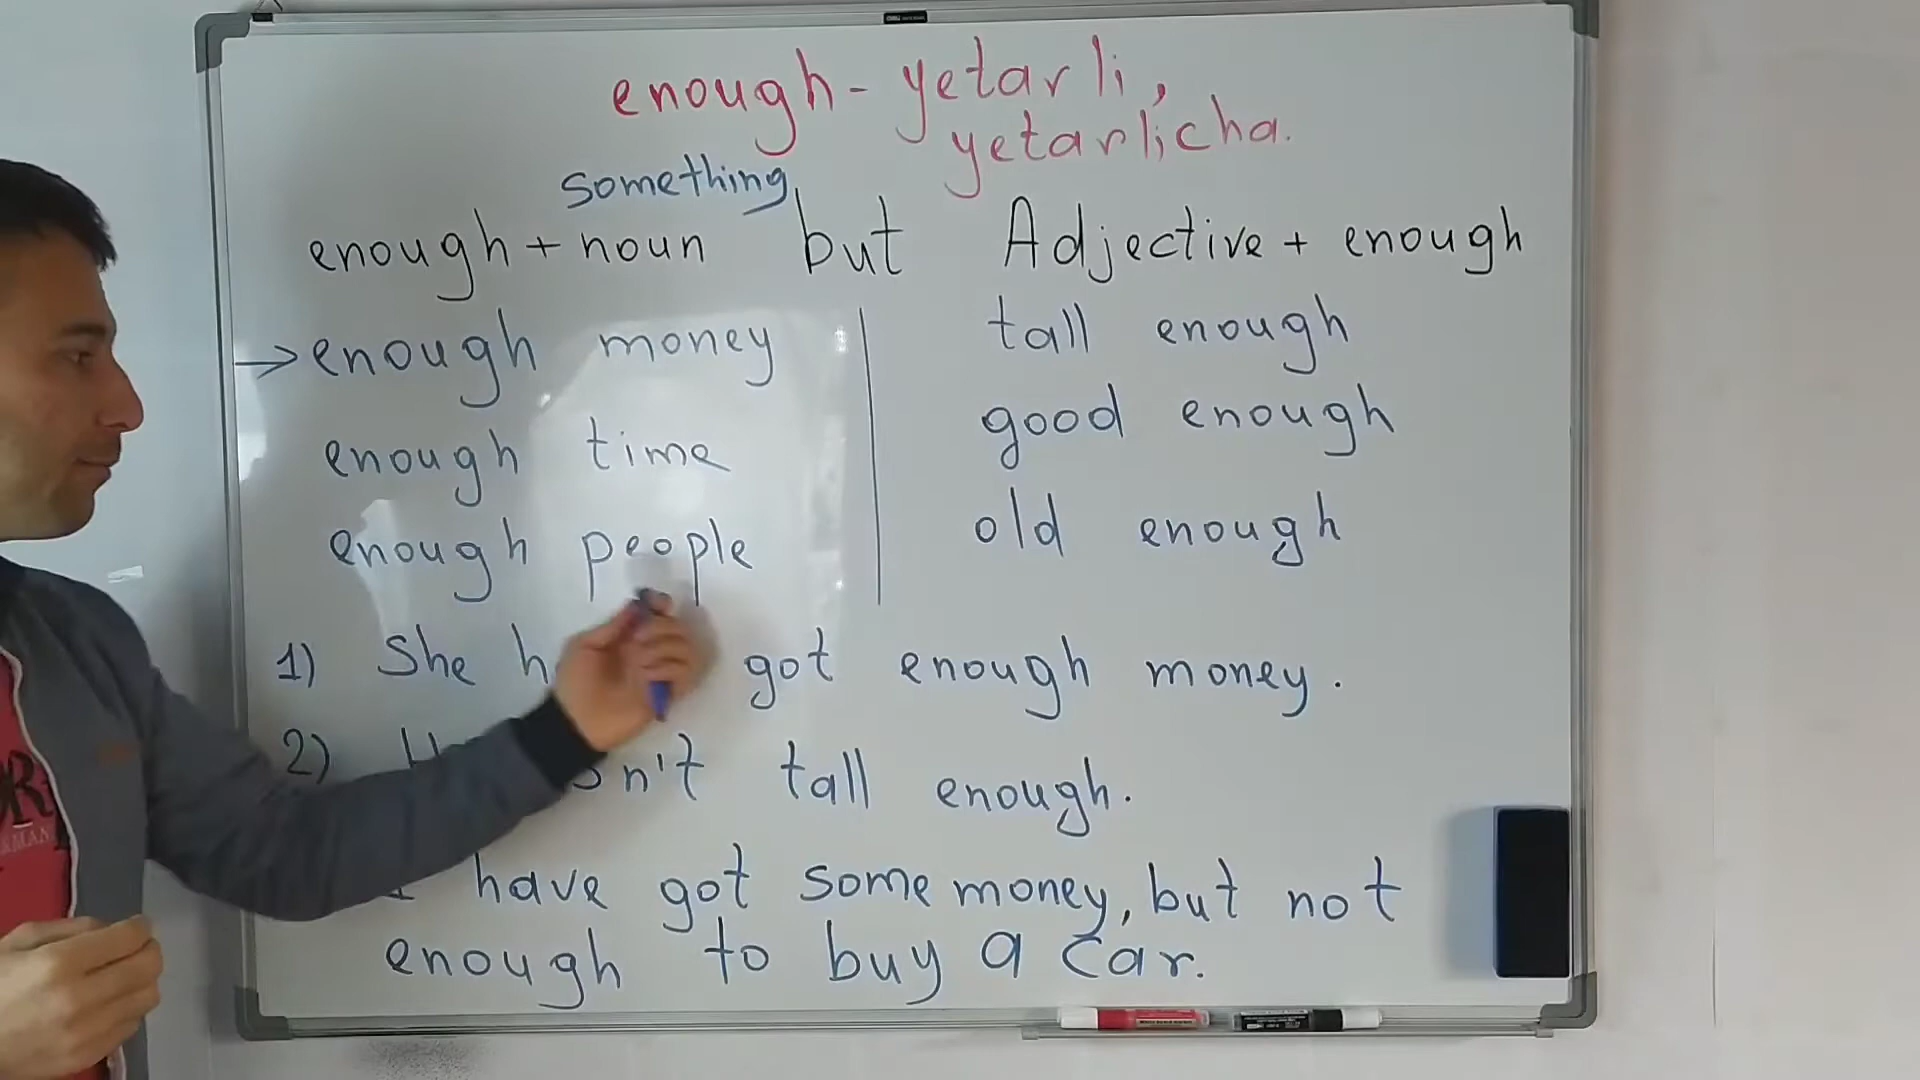 enough - yetarli,
yetarlicha.
something
enough + noun but Adjective + enough
→ enough money tall enough
enough time good enough
enough people old enough
1) She got enough money.
2) tall enough.
I have got some money, but not
enough to buy a car.